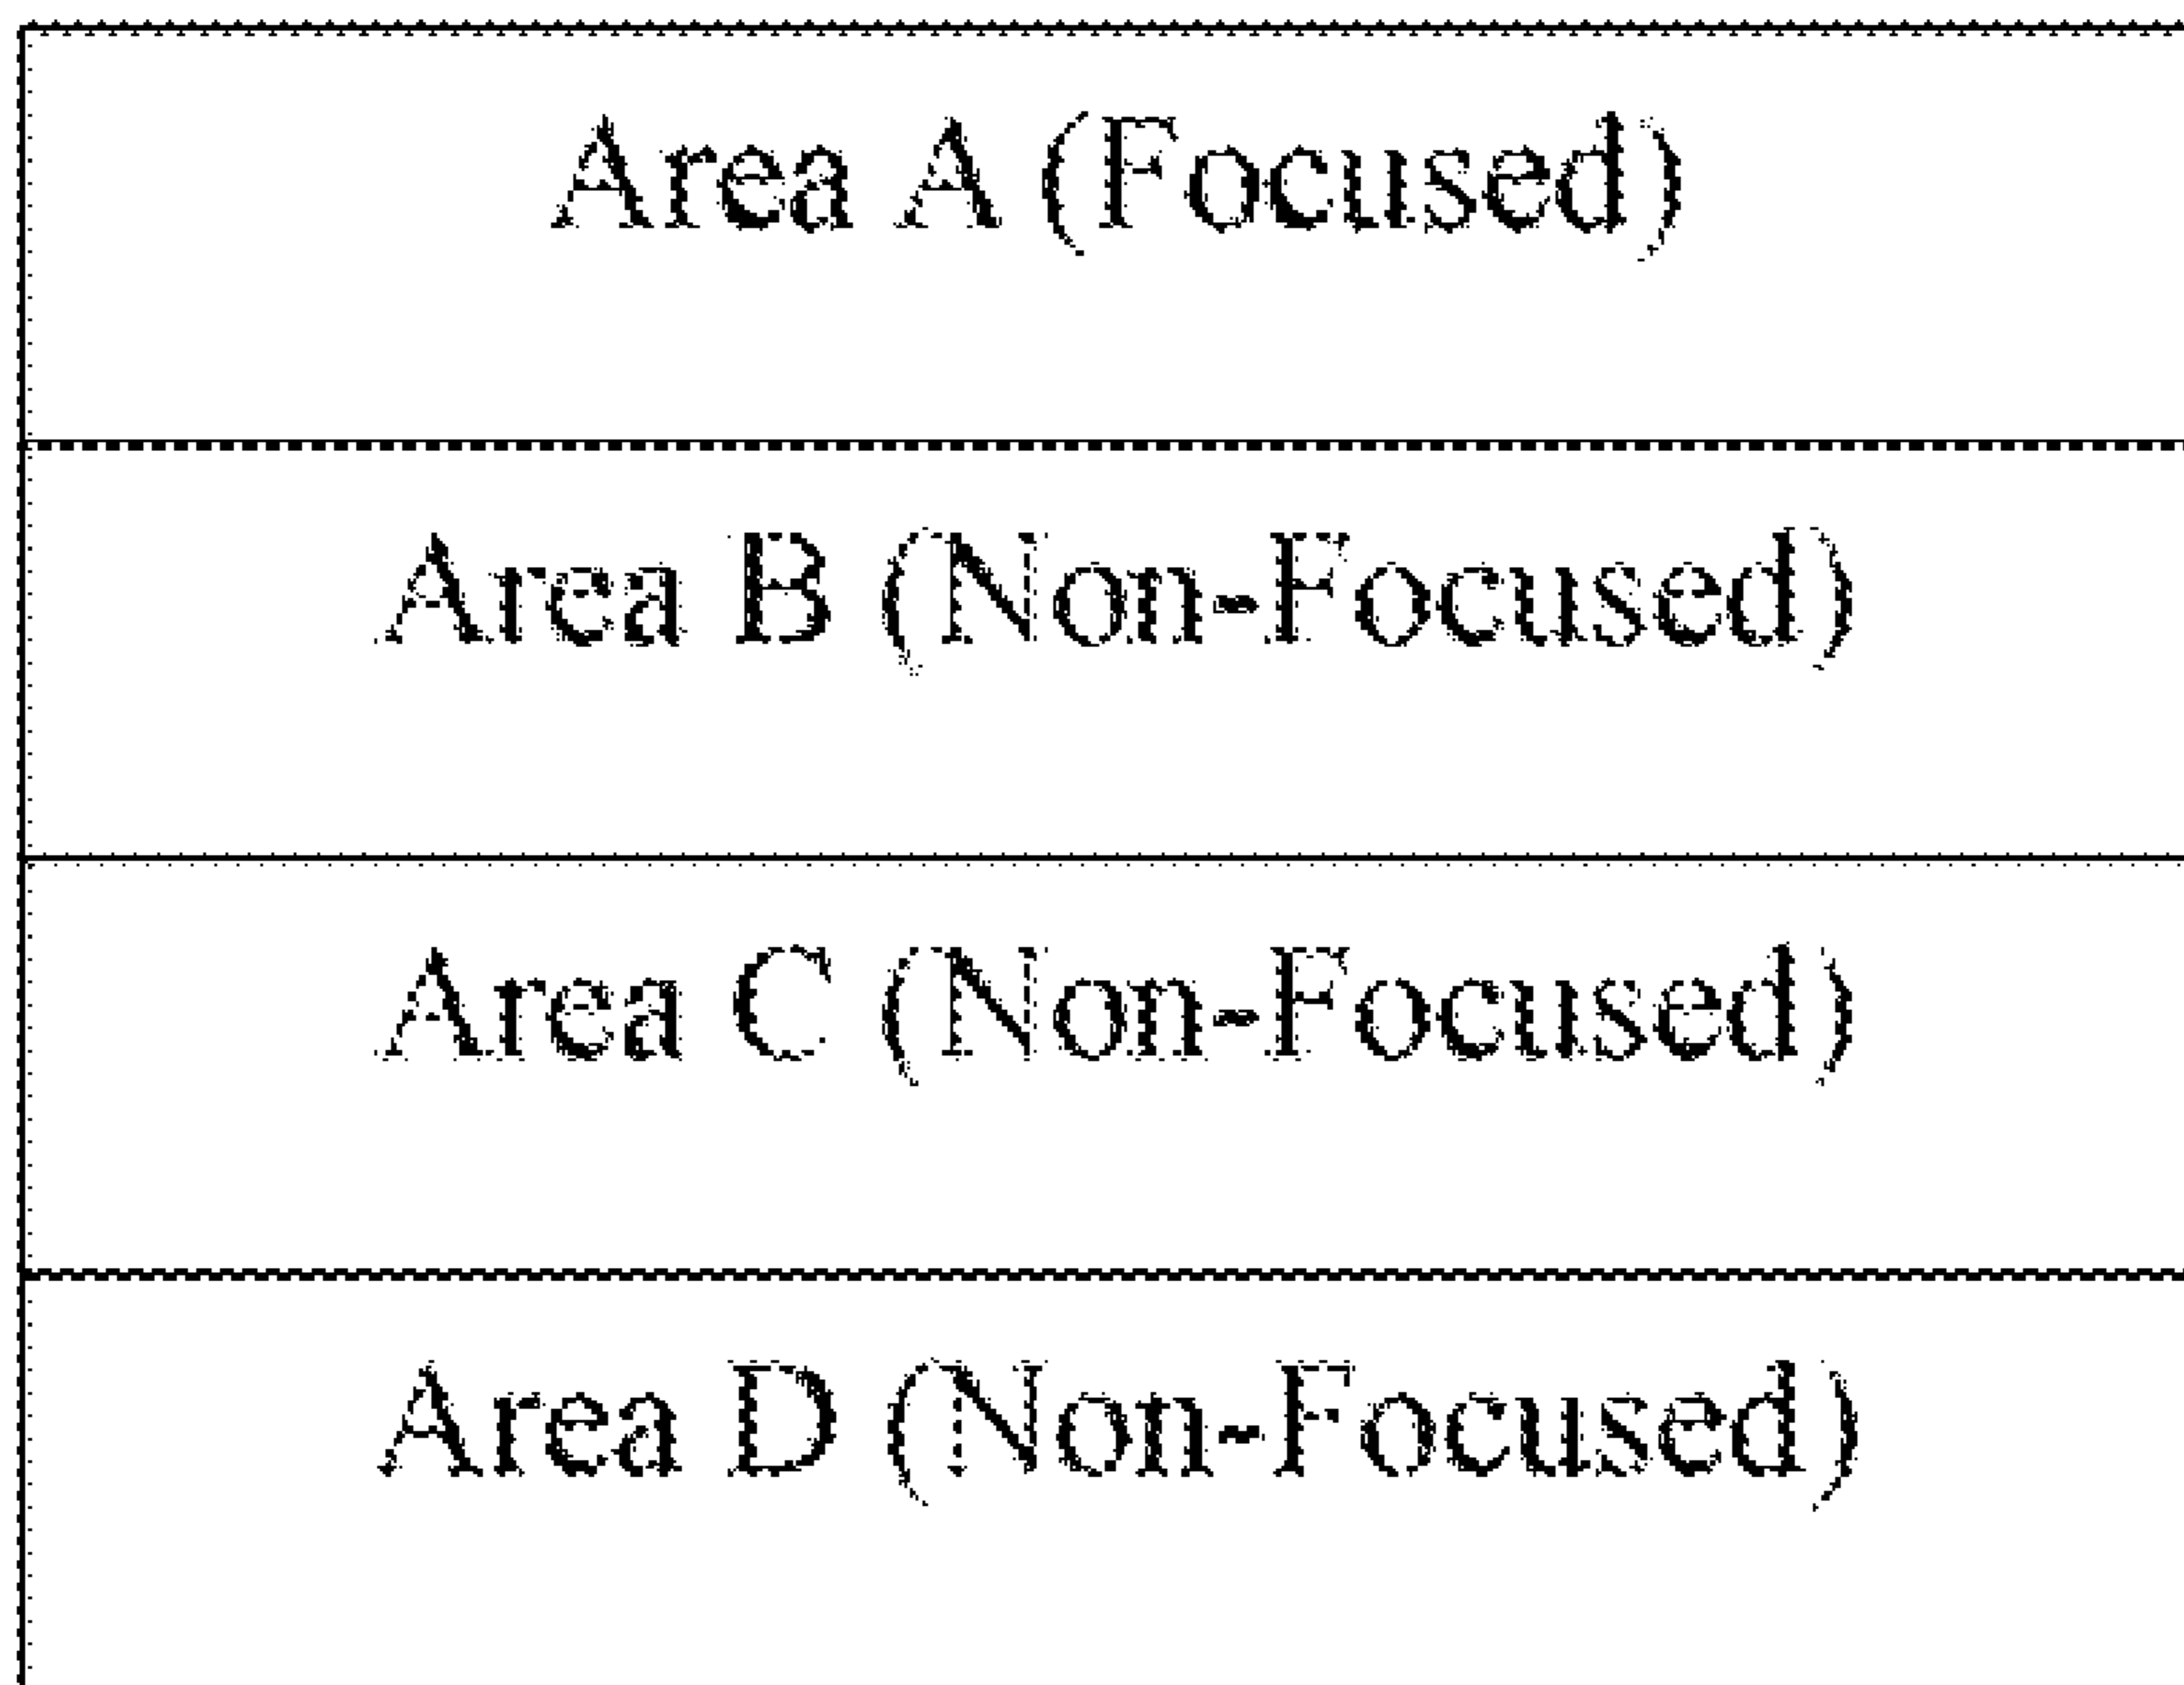 Area A (Focused)
Area B (Non-Focused)
Area C (Non-Focused)
Area D (Non-Focused)